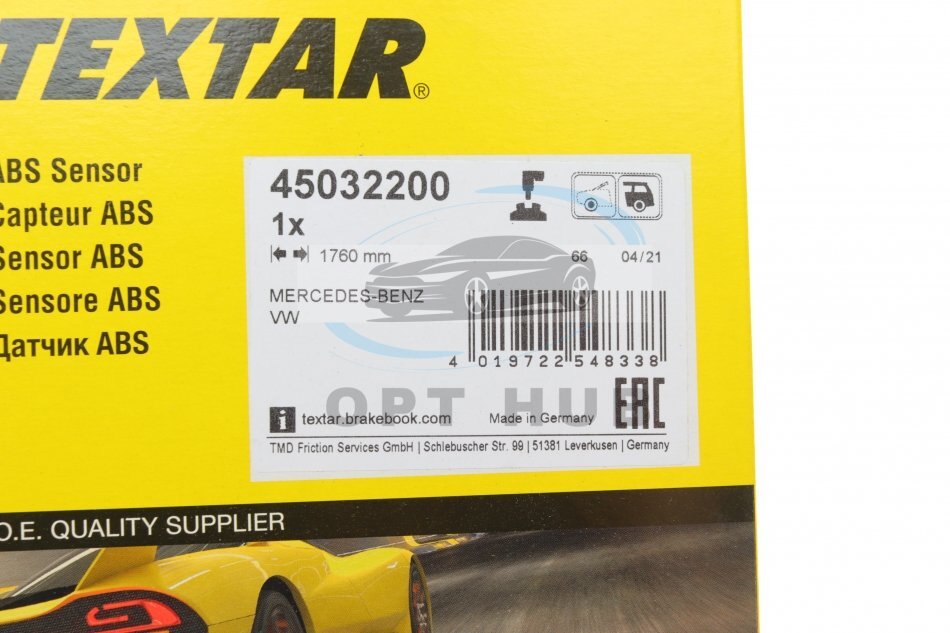 TEXTAR®
ABS Sensor
Capteur ABS
Sensor ABS
Sensore ABS
Датчик ABS
45032200
1x
1760 mm
66 04/21
MERCEDES-BENZ
VW
4 019722 548338
OPT HUB
i textar.brakebook.com Made in Germany EAC
TMD Friction Services GmbH | Schlebuscher Str. 99 | 51381 Leverkusen | Germany
O.E. QUALITY SUPPLIER